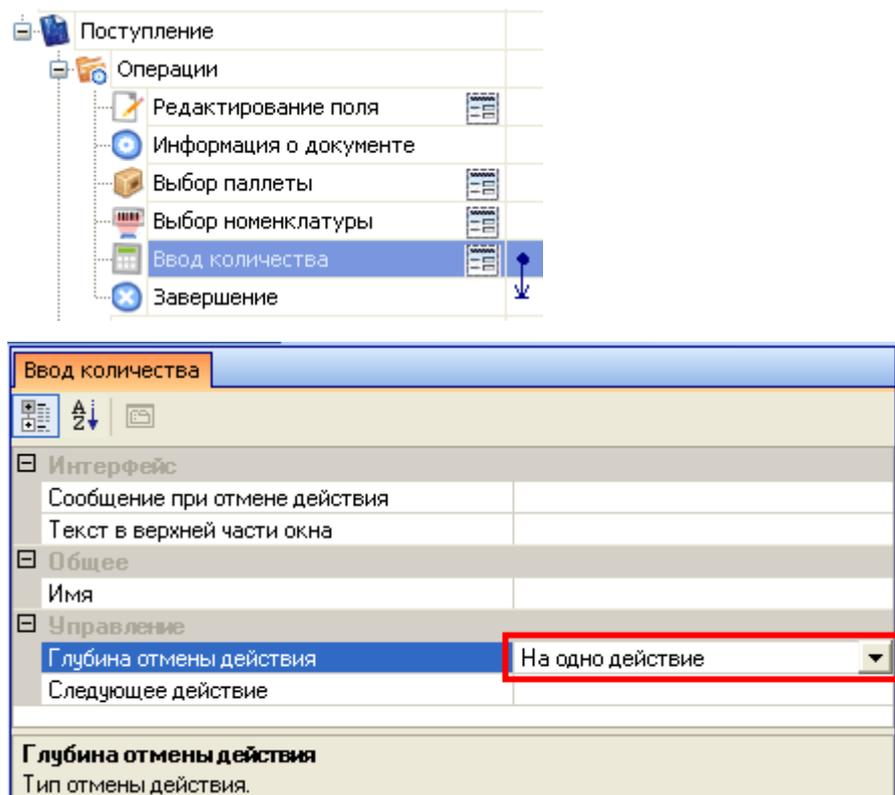 Поступление
Операции
Редактирование поля
Информация о документе
Выбор паллеты
Выбор номенклатуры
Ввод количества
Завершение
Ввод количества
Интерфейс
Сообщение при отмене действия
Текст в верхней части окна
Общее
Имя
Управление
Глубина отмены действия На одно действие
Следующее действие
Глубина отмены действия
Тип отмены действия.